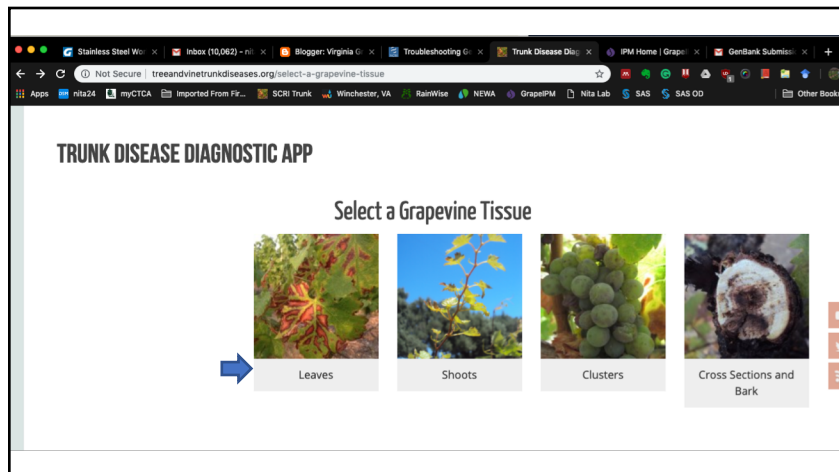 Stainless Steel Wor
Inbox (10,062) – nit
Blogger: Virginia G
Troubleshooting Ge
Trunk Disease Diag
IPM Home | Grape
GenBank Submissi
Not Secure | treeandvinetrunkdiseases.org/select-a-grapevine-tissue
Apps nita24 myCTCA Imported From Fir... SCRI Trunk Winchester, VA RainWise NEWA GrapeIPM Nita Lab SAS SAS OD Other Book
TRUNK DISEASE DIAGNOSTIC APP
Select a Grapevine Tissue
Leaves
Shoots
Clusters
Cross Sections and
Bark